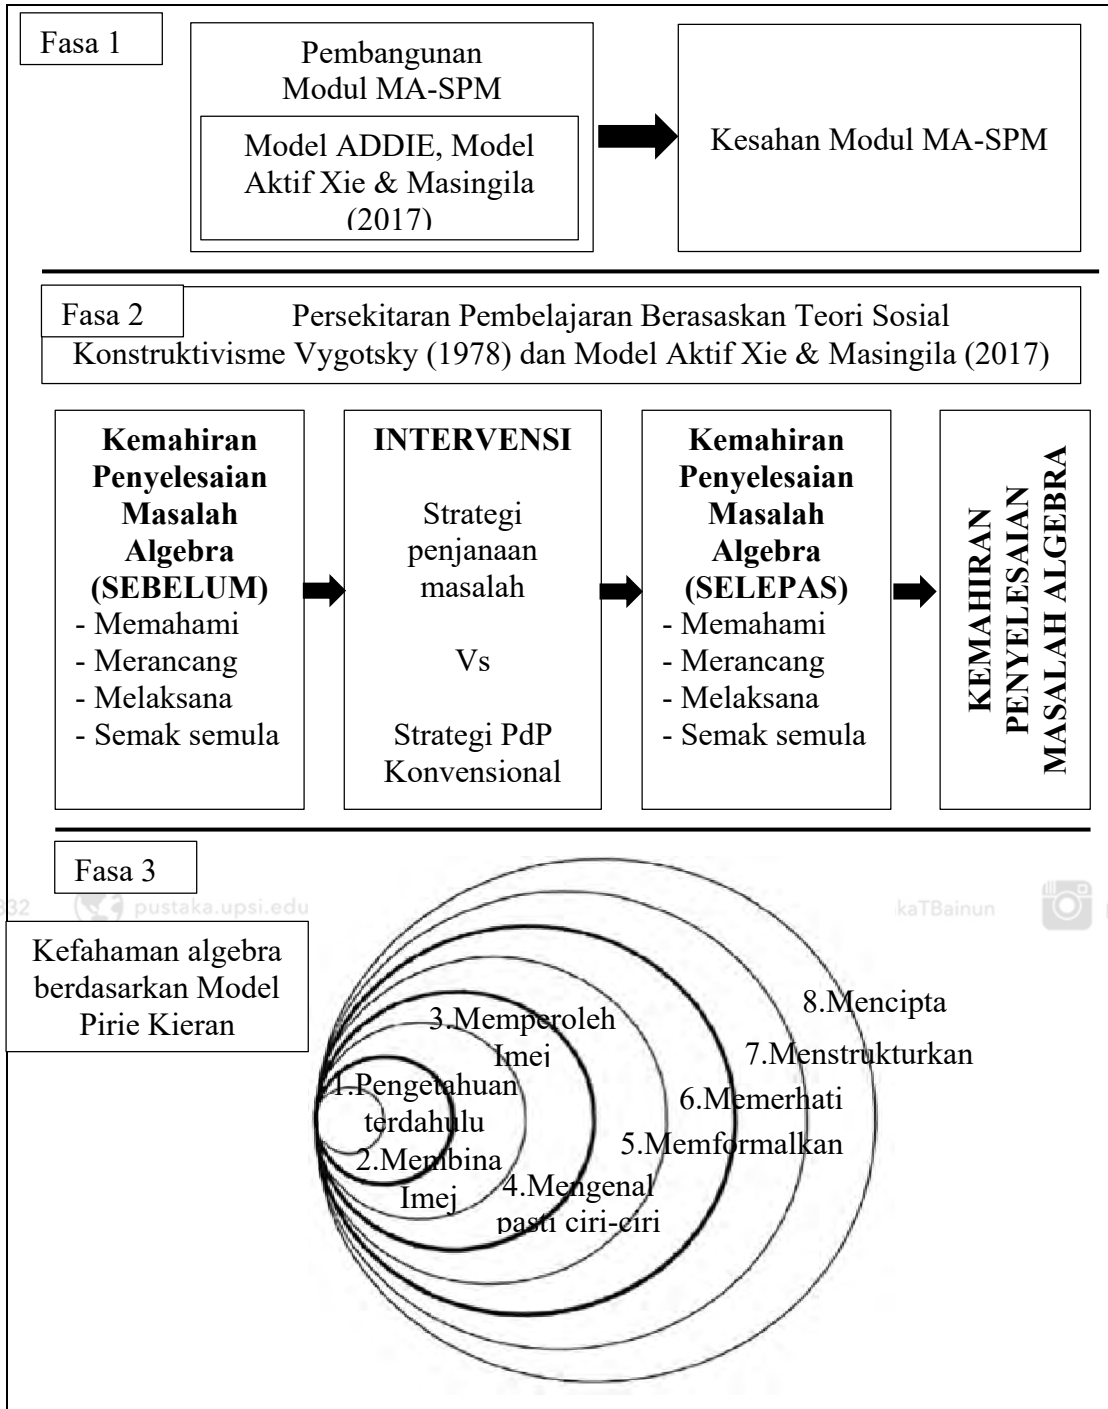 Fasa 1
Pembangunan
Modul MA-SPM
Model ADDIE, Model
Aktif Xie & Masingila
(2017)
Kesahan Modul MA-SPM
Fasa 2
Persekitaran Pembelajaran Berasaskan Teori Sosial
Konstruktivisme Vygotsky (1978) dan Model Aktif Xie & Masingila (2017)
Kemahiran
Penyelesaian
Masalah
Algebra
(SEBELUM)
- Memahami
- Merancang
- Melaksana
- Semak semula
INTERVENSI
Strategi
penjanaan
masalah
Vs
Strategi PdP
Konvensional
Kemahiran
Penyelesaian
Masalah
Algebra
(SELEPAS)
- Memahami
- Merancang
- Melaksana
- Semak semula
KEMAHIRAN
PENYELESAIAN
MASALAH ALGEBRA
Fasa 3
32
pustaka.upsi.edu
kaTBainun
Kefahaman algebra
berdasarkan Model
Pirie Kieran
8.Mencipta
3.Memperoleh
Imej
7.Menstrukturkan
1.Pengetahuan
terdahulu
6.Memerhati
5.Memformalkan
2.Membina
Imej
4.Mengenal
pasti ciri-ciri